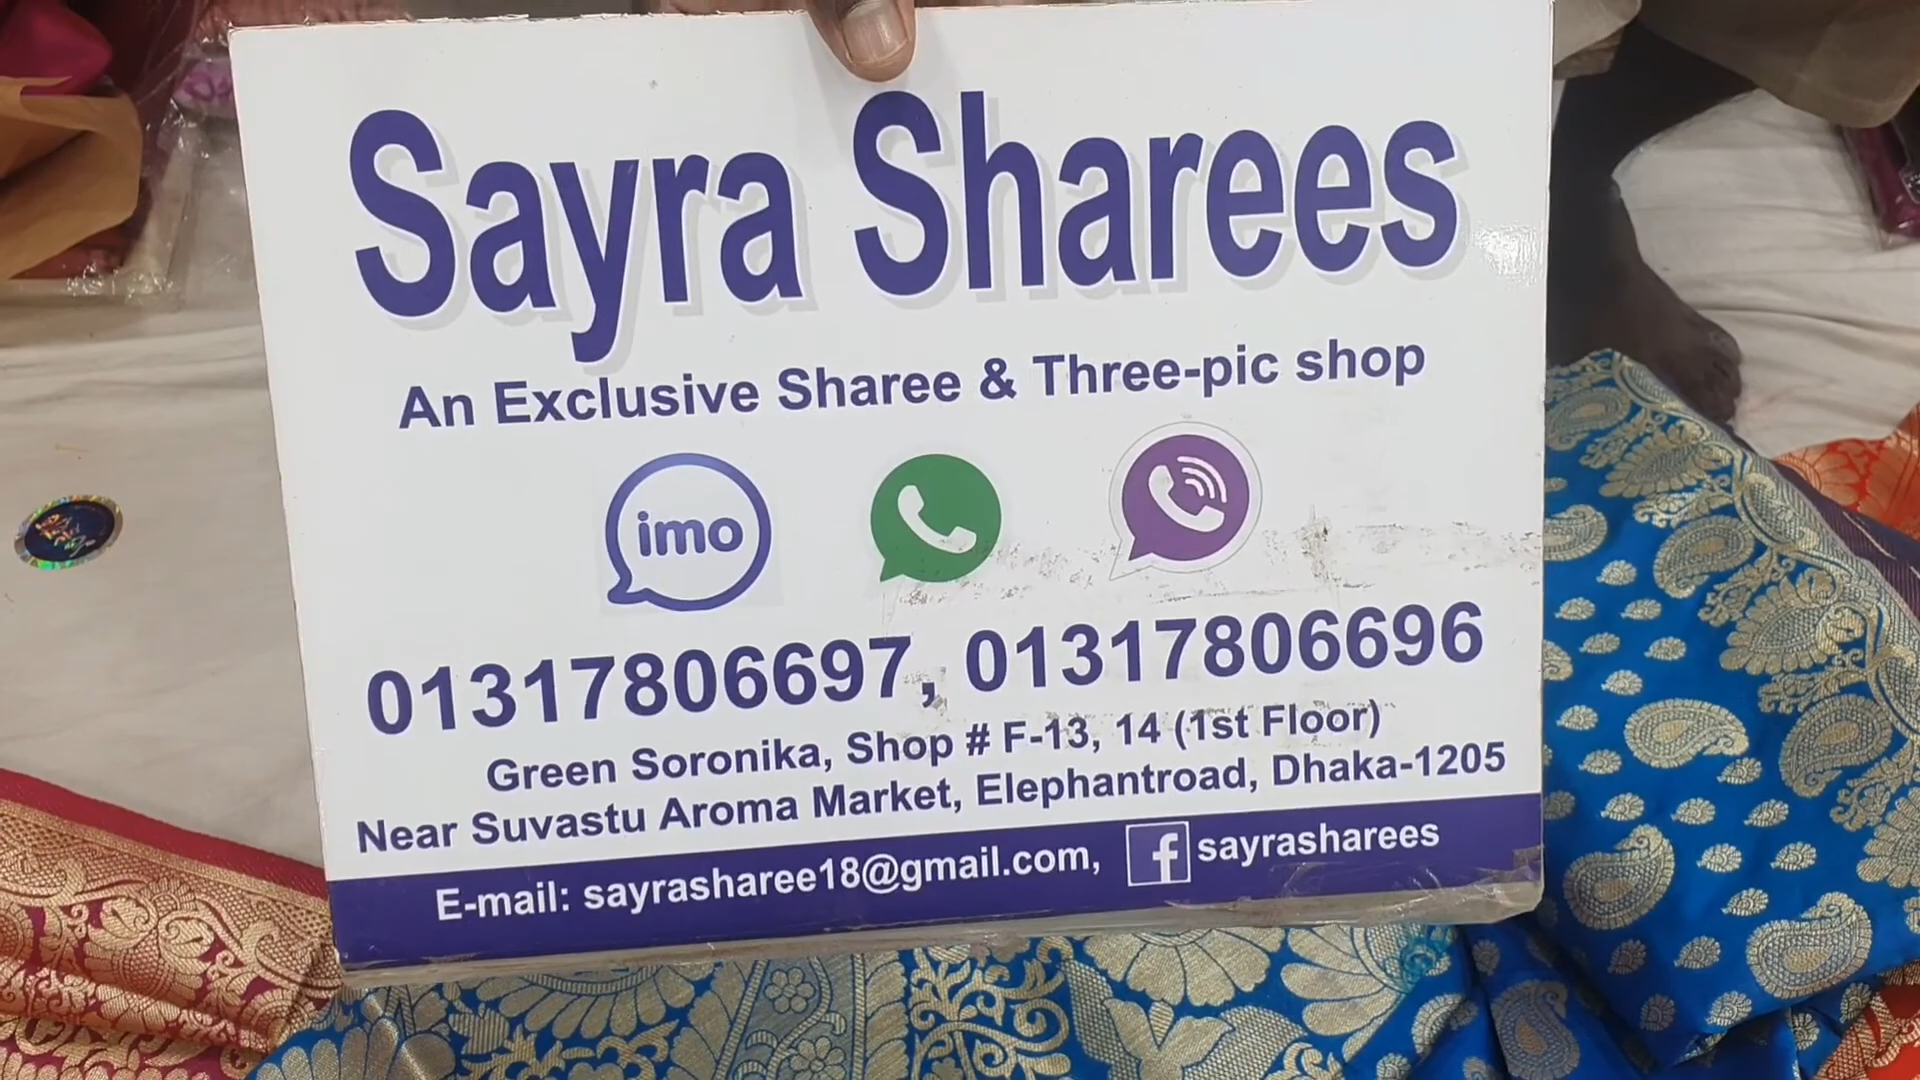 Sayra Sharees
An Exclusive Sharee & Three-pic shop
imo
01317806697, 01317806696
Green Soronika, Shop # F-13, 14 (1st Floor)
Near Suvastu Aroma Market, Elephantroad, Dhaka-1205
E-mail: sayrasharee18@gmail.com, f sayrasharees